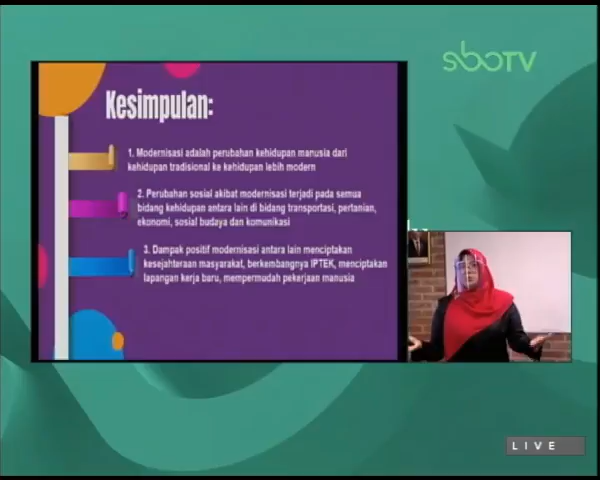 sboTV
Kesimpulan:
1. Modernisasi adalah perubahan kehidupan manusia dari
kehidupan tradisional ke kehidupan lebih modern
2. Perubahan sosial akibat modernisasi terjadi pada semua
bidang kehidupan antara lain di bidang transportasi, pertanian,
ekonomi, sosial budaya dan komunikasi
3. Dampak positif modernisasi antara lain menciptakan
kesejahteraan masyarakat, berkembangnya IPTEK, menciptakan
lapangan kerja baru, mempermudah pekerjaan manusia
LIVE